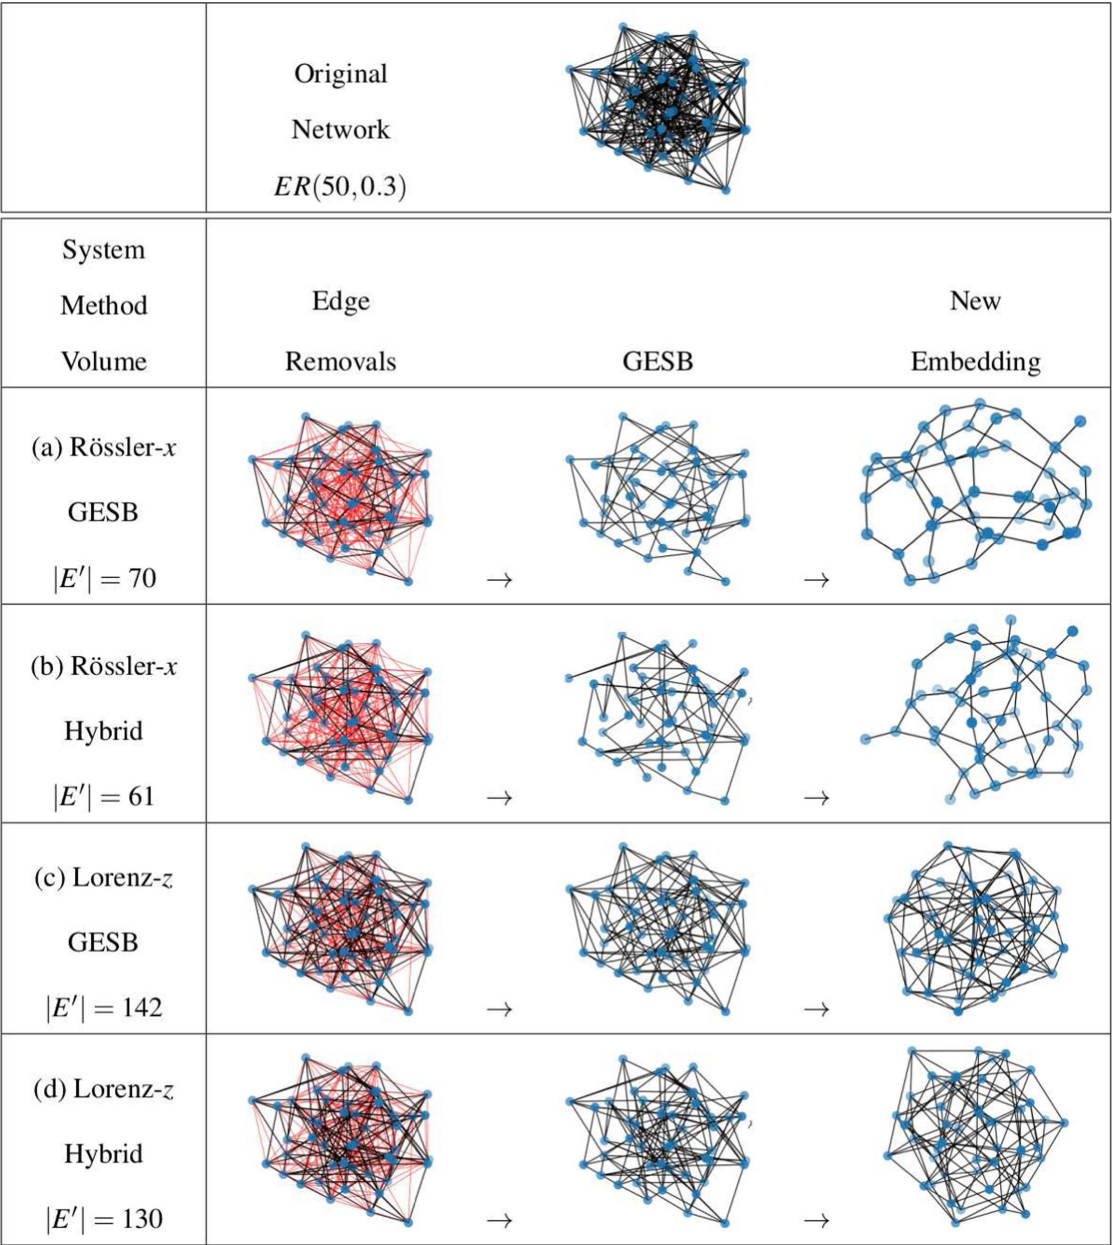 Original
Network
ER(50,0.3)
System
Method
Volume
Edge
Removals
GESB
New
Embedding
(a) Rössler-x
GESB
|E′| = 70
→
→
(b) Rössler-x
Hybrid
|E′| = 61
→
→
(c) Lorenz-z
GESB
|E′| = 142
→
→
(d) Lorenz-z
Hybrid
|E′| = 130
→
→